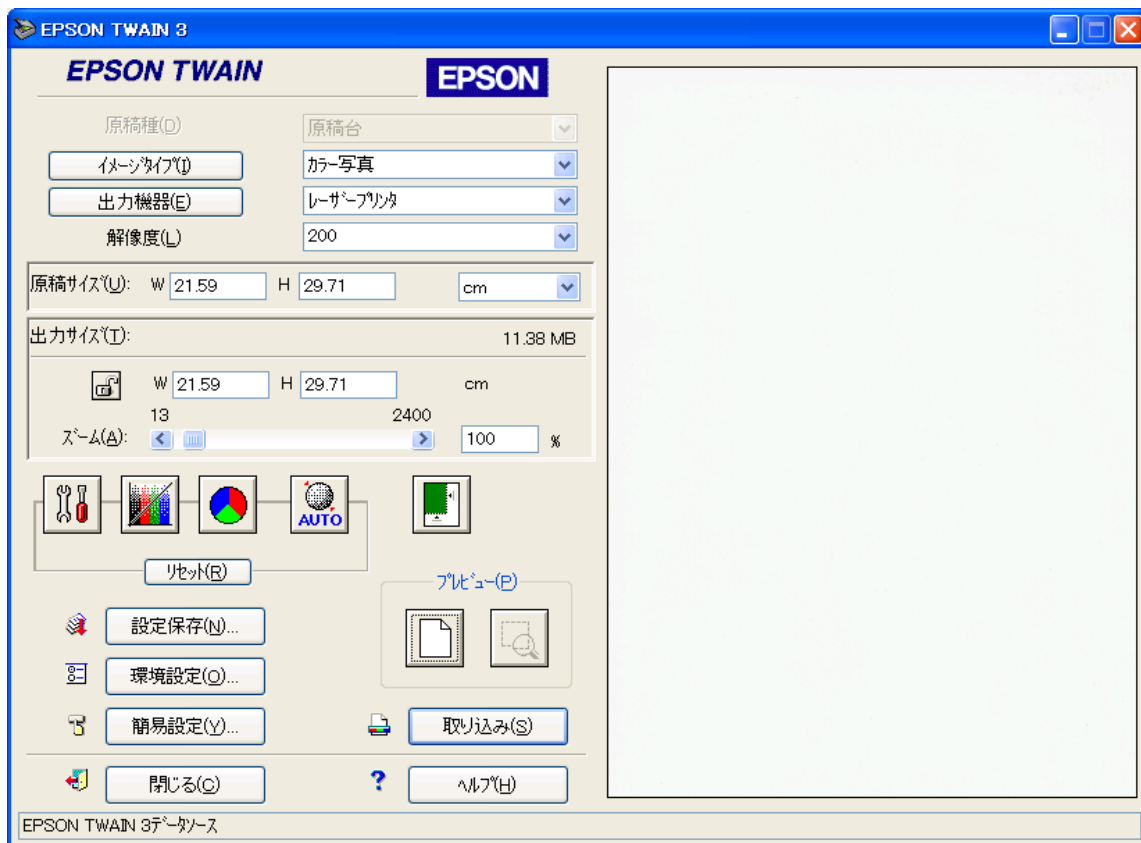 EPSON TWAIN 3
EPSON TWAIN
EPSON
原稿種(D)
原稿台
イメージタイプ(I)
カラー写真
出力機器(E)
レーザープリンタ
解像度(L)
200
原稿サイズ(U): W 21.59 H 29.71 cm
出力サイズ(T): 11.38 MB
W 21.59 H 29.71 cm
13 2400
ズーム(A): 100 %
AUTO
リセット(R)
プレビュー(P)
設定保存(N)...
環境設定(O)...
簡易設定(Y)...
取り込み(S)
閉じる(C)
? ヘルプ(H)
EPSON TWAIN 3データソース